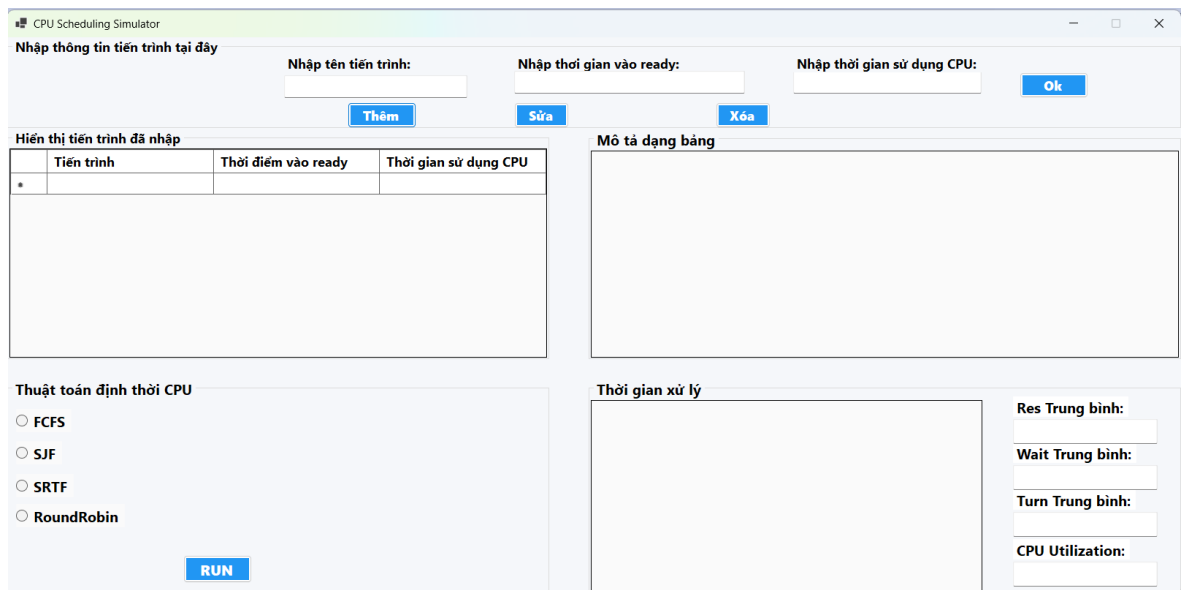 CPU Scheduling Simulator
Nhập thông tin tiến trình tại đây
Nhập tên tiến trình:
Nhập thơi gian vào ready:
Nhập thời gian sử dụng CPU:
Ok
Thêm
Sửa
Xóa
Hiển thị tiến trình đã nhập
Tiến trình
Thời điểm vào ready
Thời gian sử dụng CPU
Mô tả dạng bảng
Thuật toán định thời CPU
FCFS
SJF
SRTF
RoundRobin
RUN
Thời gian xử lý
Res Trung bình:
Wait Trung bình:
Turn Trung bình:
CPU Utilization: